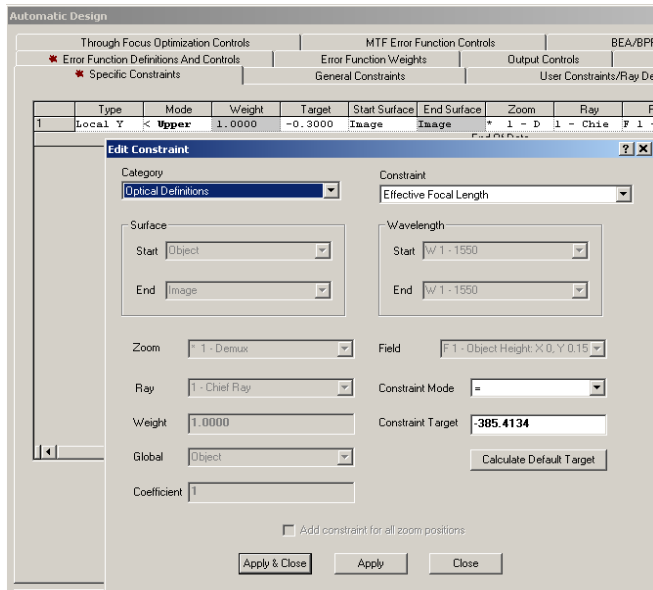 Automatic Design
Through Focus Optimization Controls MTF Error Function Controls BEA/BPR
Error Function Definitions And Controls Error Function Weights Output Controls
Specific Constraints General Constraints User Constraints/Ray De
Type Mode Weight Target Start Surface End Surface Zoom Ray F
1 Local Y < Upper 1.0000 -0.3000 Image Image * 1 - D 1 - Chie F 1 -
End Of Data
Edit Constraint
Category Constraint
Optical Definitions Effective Focal Length
Surface Wavelength
Start Object Start W 1 - 1550
End Image End W 1 - 1550
Zoom * 1 - Demux Field F 1 - Object Height: X 0, Y 0.15
Ray 1 - Chief Ray Constraint Mode =
Weight 1.0000 Constraint Target -385.4134
Global Object Calculate Default Target
Coefficient 1
Add constraint for all zoom positions
Apply & Close Apply Close